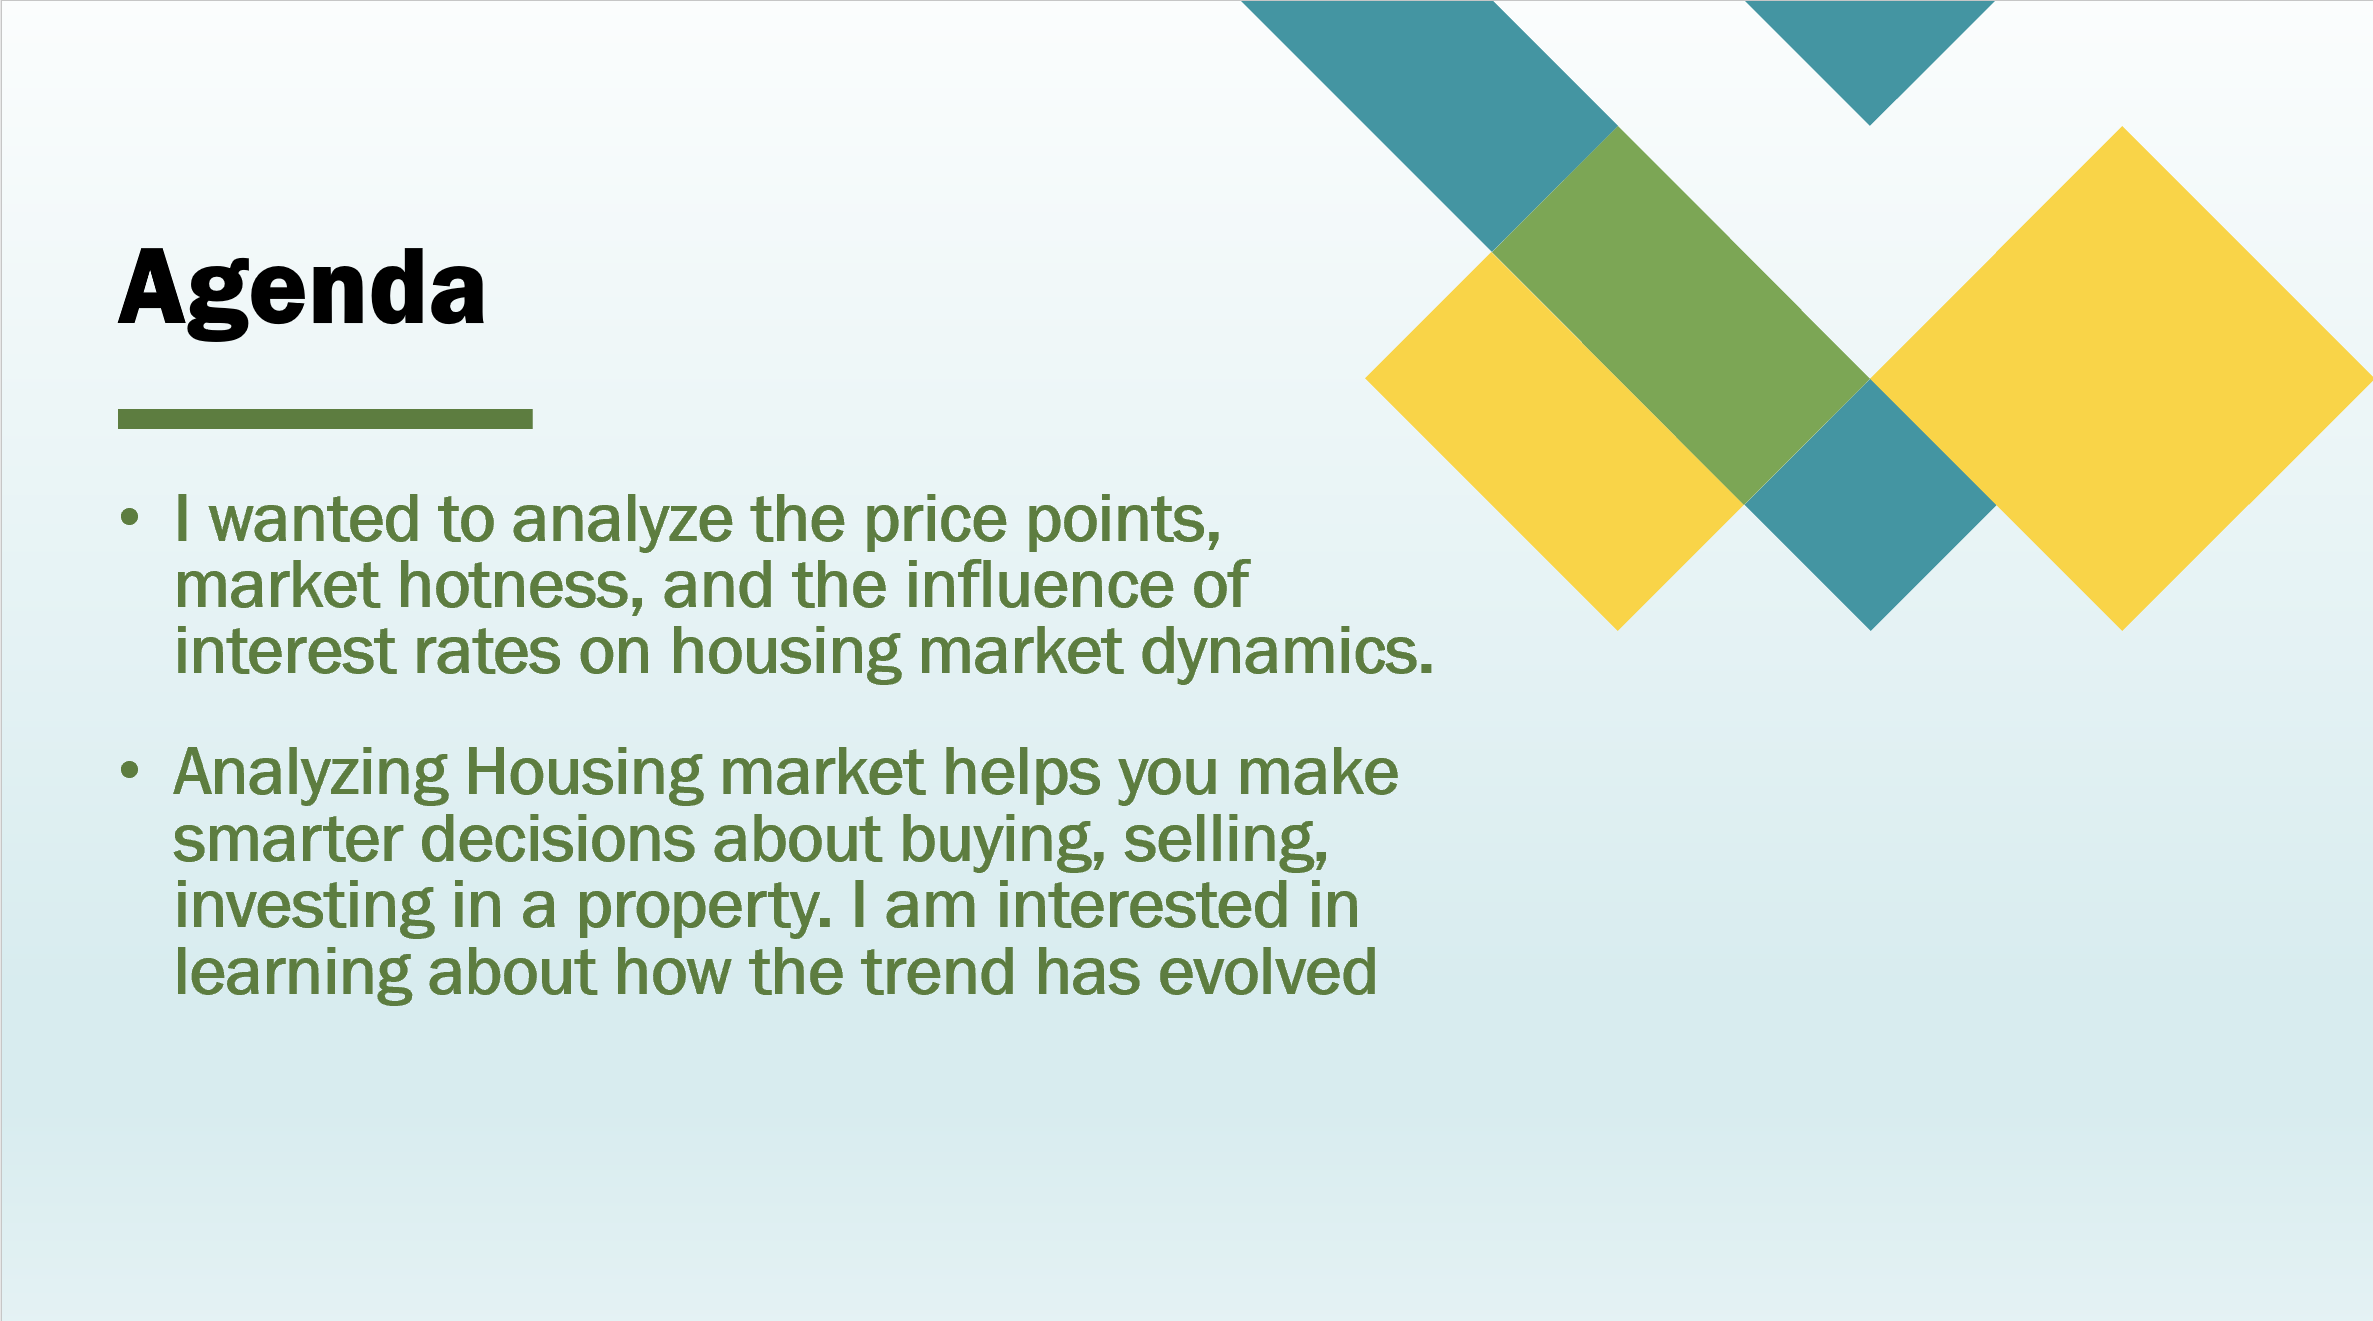 Agenda
• I wanted to analyze the price points,
market hotness, and the influence of
interest rates on housing market dynamics.
• Analyzing Housing market helps you make
smarter decisions about buying, selling,
investing in a property. I am interested in
learning about how the trend has evolved